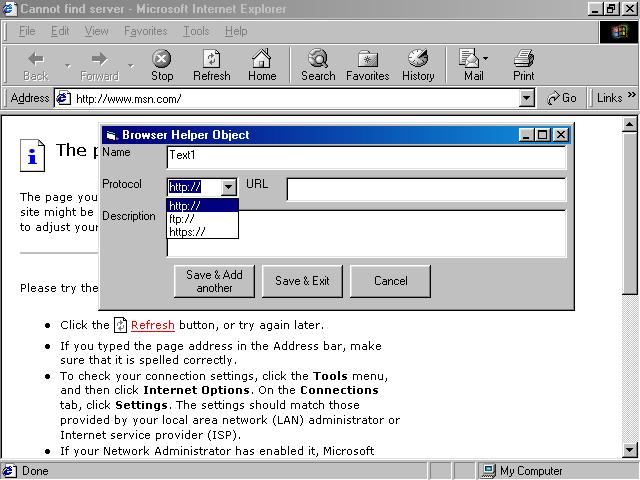 Cannot find server - Microsoft Internet Explorer
File Edit View Favorites Tools Help
Back Forward Stop Refresh Home Search Favorites History Mail Print
Address http://www.msn.com/ Go Links »
Browser Helper Object
The p
Name Text1
Protocol http:// URL
http://
ftp://
https://
Description
The page you
site might be
to adjust your
Save & Add another
Save & Exit
Cancel
Please try the
• Click the Refresh button, or try again later.
• If you typed the page address in the Address bar, make
sure that it is spelled correctly.
• To check your connection settings, click the Tools menu,
and then click Internet Options. On the Connections
tab, click Settings. The settings should match those
provided by your local area network (LAN) administrator or
Internet service provider (ISP).
• If your Network Administrator has enabled it, Microsoft
Done My Computer